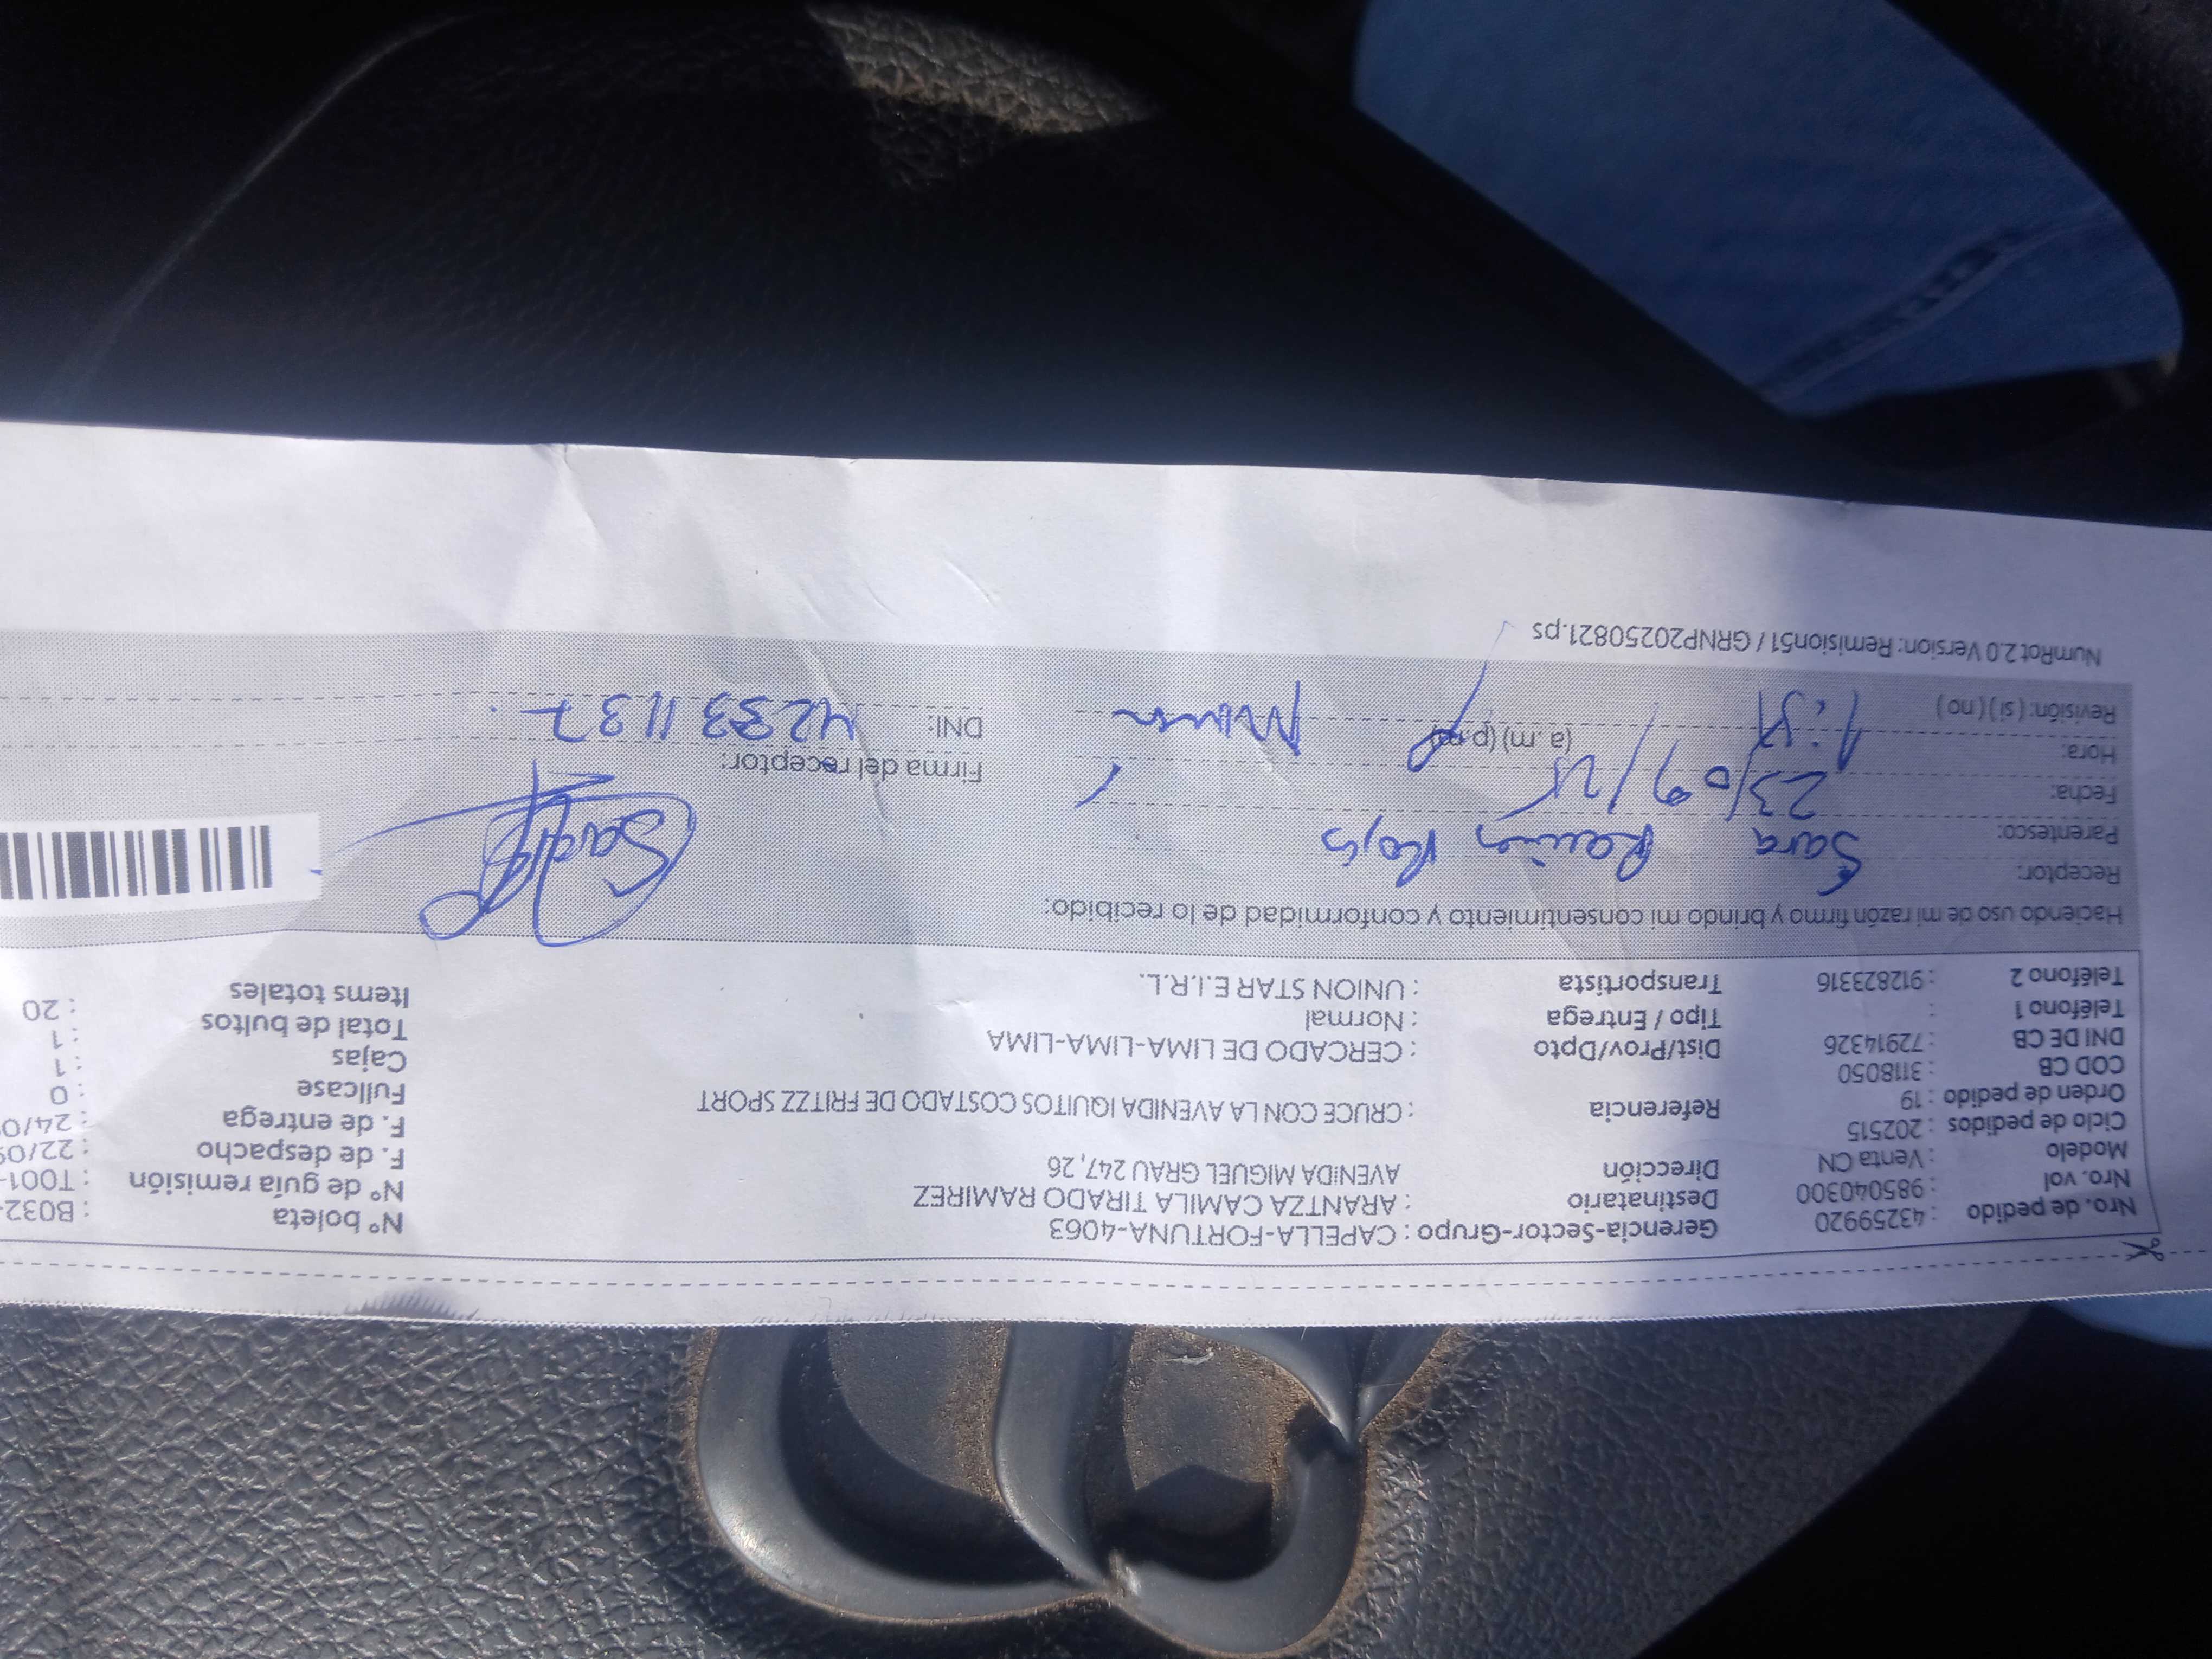 Nro. de pedido : 43259920 Gerencia-Sector-Grupo : CAPELLA-FORTUNA-4063 N° boleta : B032-
Nro. vol : 985040300 Destinatario : ARANTZA CAMILA TIRADO RAMIREZ N° de guía remisión : T001-
Modelo : Venta CN Dirección AVENIDA MIGUEL GRAU 247, 26 F. de despacho : 22/09
Ciclo de pedidos : 202515 F. de entrega : 24/0
Orden de pedido : 19 Referencia : CRUCE CON LA AVENIDA IQUITOS COSTADO DE FRITZZ SPORT Fullcase : 0
COD CB : 3118050 Cajas : 1
DNI DE CB : 72914326 Dist/Prov/Dpto : CERCADO DE LIMA-LIMA-LIMA Total de bultos : 1
Teléfono 1 : Tipo / Entrega : Normal Items totales : 20
Teléfono 2 : 912823316 Transportista : UNION STAR E.I.R.L.
Haciendo uso de mi razón firmo y brindo mi consentimiento y conformidad de lo recibido:
Receptor: Sara Rojas
Parentesco:
Fecha: 23/09/25 Firma del receptor:
Hora: (a.m) (p.m)
Revisión: ( si ) ( no ) DNI: 42331137
NumRot 2.0 Version: Remision51 / GRNP20250821.ps